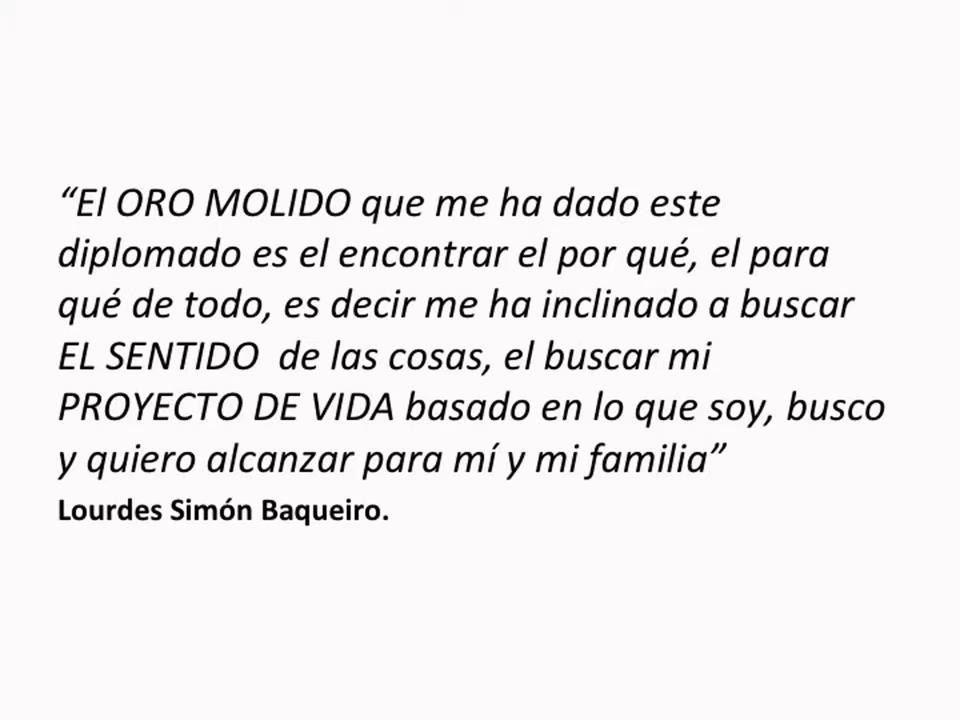 “El ORO MOLIDO que me ha dado este
diplomado es el encontrar el por qué, el para
qué de todo, es decir me ha inclinado a buscar
EL SENTIDO  de las cosas, el buscar mi
PROYECTO DE VIDA basado en lo que soy, busco
y quiero alcanzar para mí y mi familia”
Lourdes Simón Baqueiro.